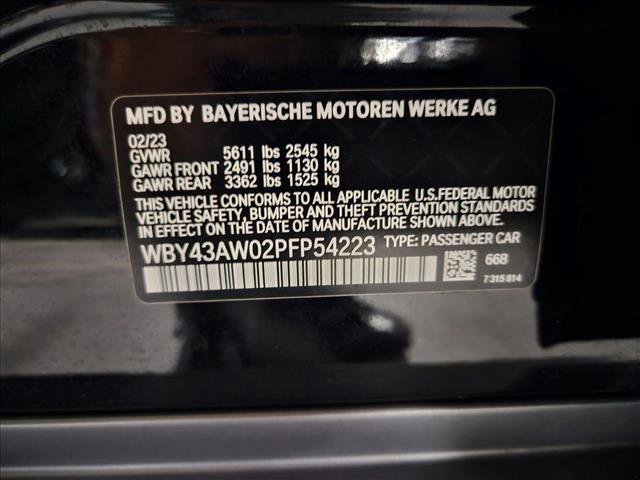 MFD BY BAYERISCHE MOTOREN WERKE AG
02/23
GVWR 5611 lbs 2545 kg
GAWR FRONT 2491 lbs 1130 kg
GAWR REAR 3362 lbs 1525 kg
THIS VEHICLE CONFORMS TO ALL APPLICABLE U.S.FEDERAL MOTOR
VEHICLE SAFETY, BUMPER AND THEFT PREVENTION STANDARDS
IN EFFECT ON THE DATE OF MANUFACTURE SHOWN ABOVE.
WBY43AW02PFP54223 TYPE: PASSENGER CAR
668
7315814